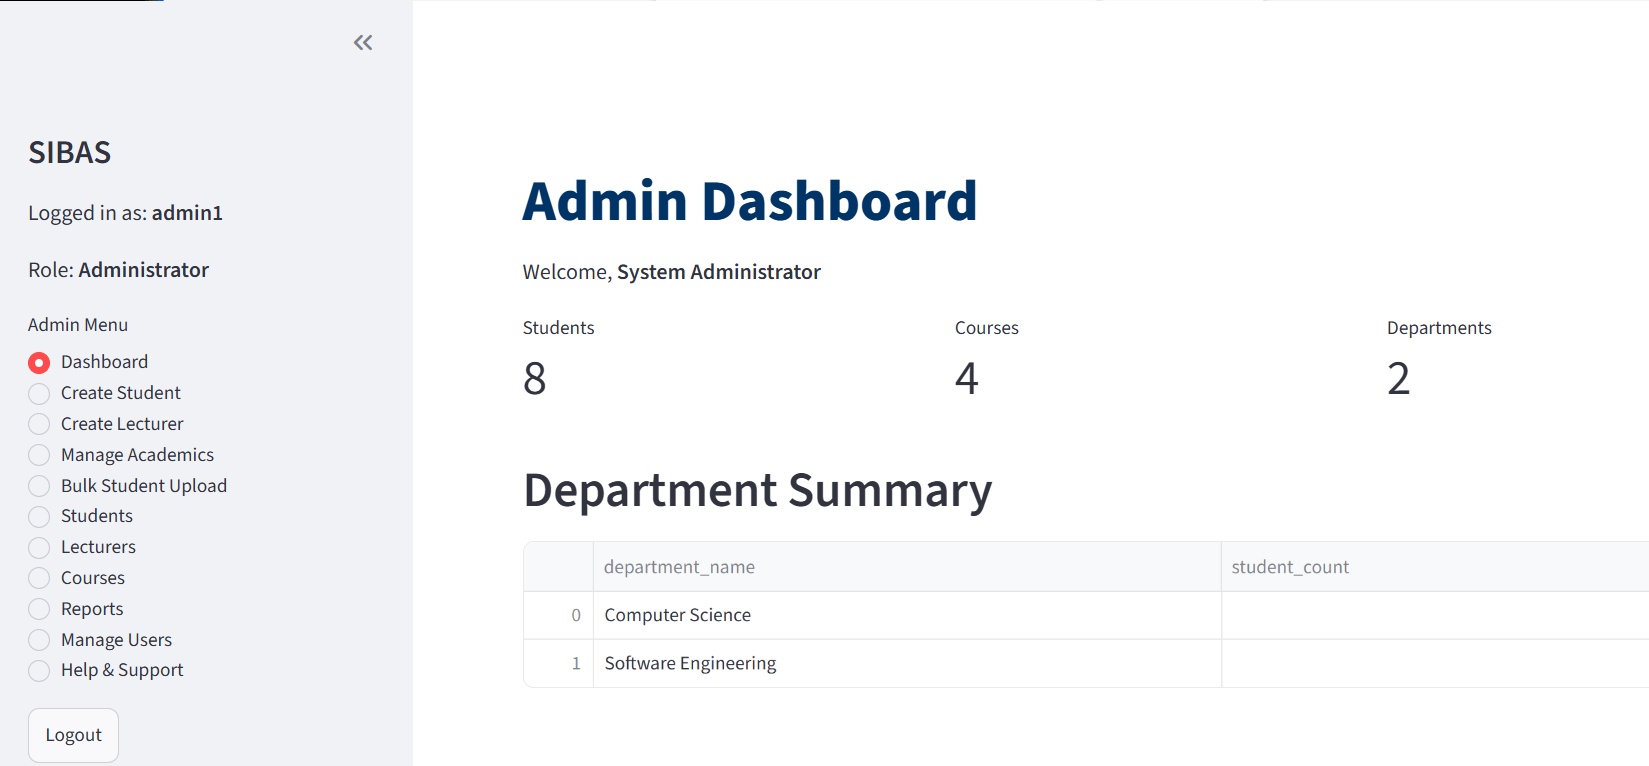 SIBAS
Logged in as: admin1
Role: Administrator
Admin Menu
Dashboard
Create Student
Create Lecturer
Manage Academics
Bulk Student Upload
Students
Lecturers
Courses
Reports
Manage Users
Help & Support
Logout
Admin Dashboard
Welcome, System Administrator
Students Courses Departments
8 4 2
Department Summary
department_name student_count
0 Computer Science
1 Software Engineering